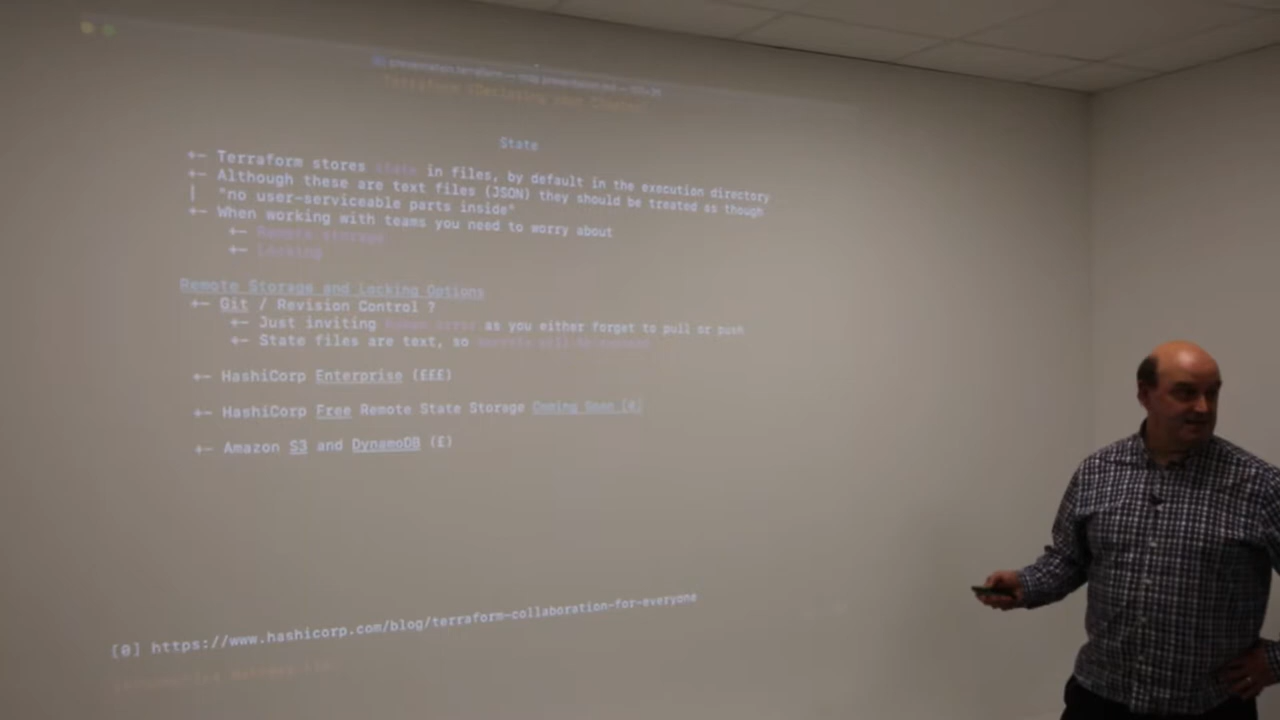 State
+- Terraform stores state in files, by default in the execution directory
+- Although these are text files (JSON) they should be treated as though
| "no user-serviceable parts inside"
+- When working with teams you need to worry about
+- Remote storage
+- Locking
Remote Storage and Locking Options
+- Git / Revision Control ?
+- Just inviting human error as you either forget to pull or push
+- State files are text, so
+- HashiCorp Enterprise (£££)
+- HashiCorp Free Remote State Storage Coming Soon [0]
+- Amazon S3 and DynamoDB (£)
[0] https://www.hashicorp.com/blog/terraform-collaboration-for-everyone